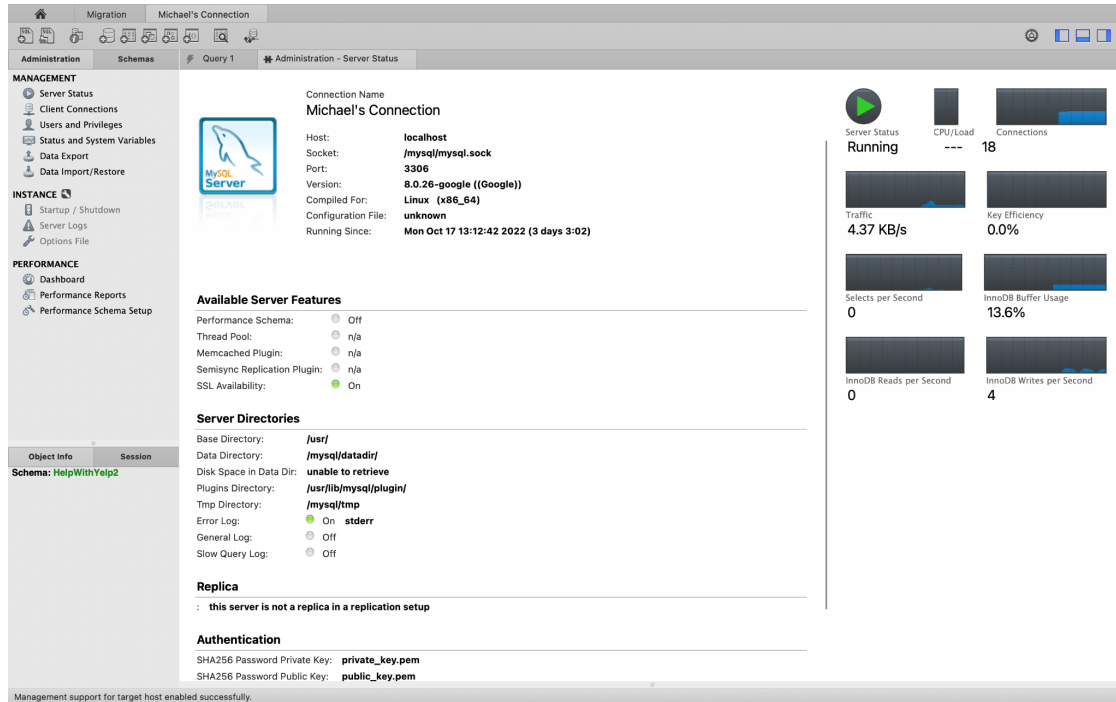 Migration Michael's Connection
Administration Schemas Query 1 Administration - Server Status
MANAGEMENT
Server Status
Client Connections
Users and Privileges
Status and System Variables
Data Export
Data Import/Restore
INSTANCE
Startup / Shutdown
Server Logs
Options File
PERFORMANCE
Dashboard
Performance Reports
Performance Schema Setup
Object Info Session
Schema: HelpWithYelp2
MySQL
Server
Connection Name
Michael's Connection
Host: localhost
Socket: /mysql/mysql.sock
Port: 3306
Version: 8.0.26-google ((Google))
Compiled For: Linux (x86_64)
Configuration File: unknown
Running Since: Mon Oct 17 13:12:42 2022 (3 days 3:02)
Available Server Features
Performance Schema: Off
Thread Pool: n/a
Memcached Plugin: n/a
Semisync Replication Plugin: n/a
SSL Availability: On
Server Directories
Base Directory: /usr/
Data Directory: /mysql/datadir/
Disk Space in Data Dir: unable to retrieve
Plugins Directory: /usr/lib/mysql/plugin/
Tmp Directory: /mysql/tmp
Error Log: On stderr
General Log: Off
Slow Query Log: Off
Replica
: this server is not a replica in a replication setup
Authentication
SHA256 Password Private Key: private_key.pem
SHA256 Password Public Key: public_key.pem
Server Status CPU/Load Connections
Running --- 18
Traffic Key Efficiency
4.37 KB/s 0.0%
Selects per Second InnoDB Buffer Usage
0 13.6%
InnoDB Reads per Second InnoDB Writes per Second
0 4
Management support for target host enabled successfully.